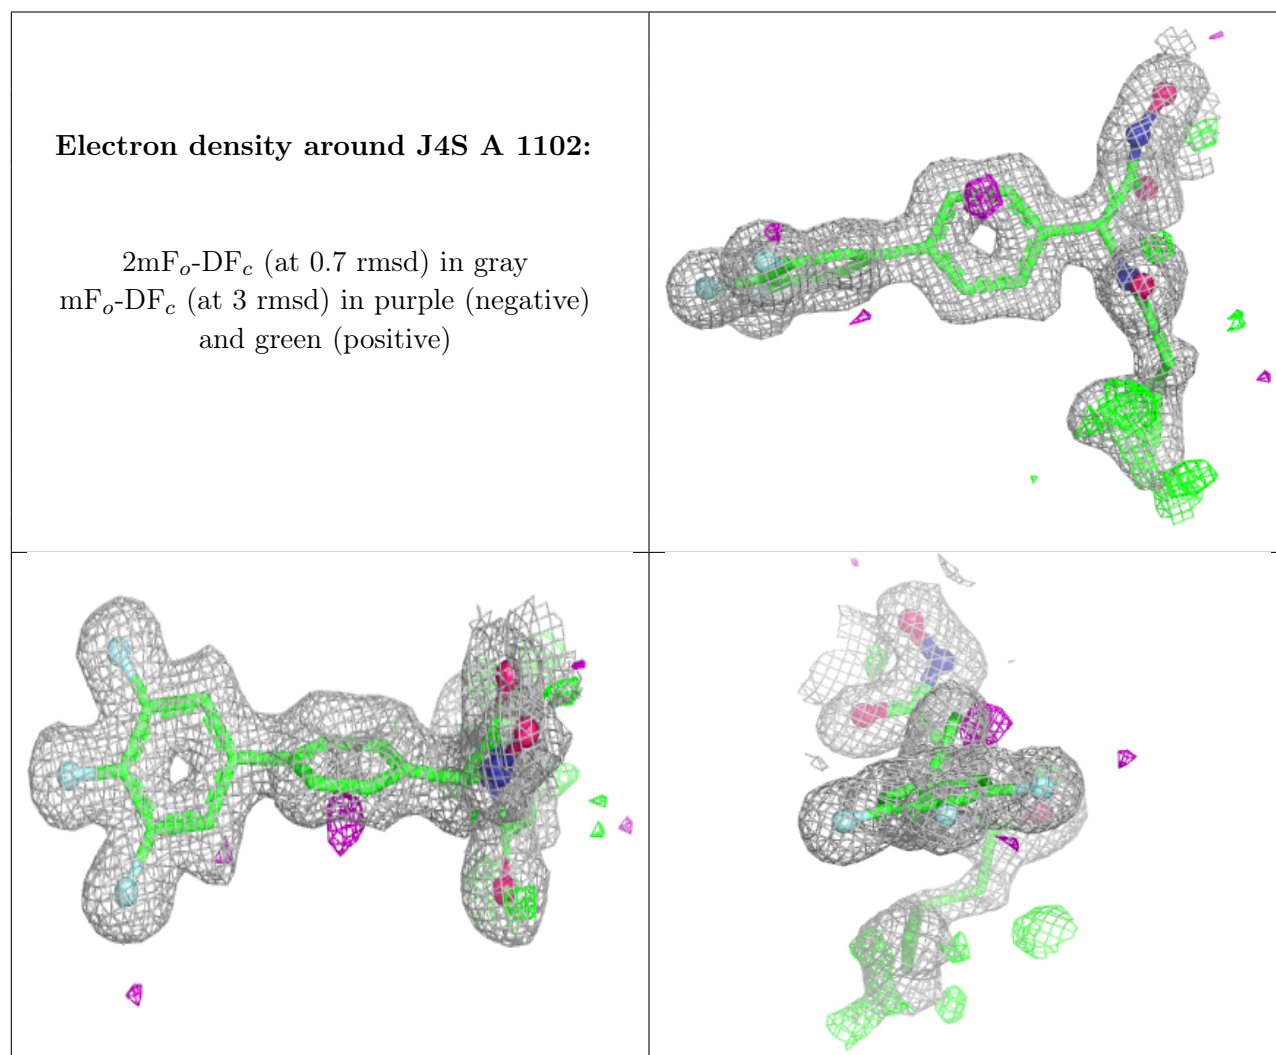 Electron density around J4S A 1102:
2mFo-DFc (at 0.7 rmsd) in gray
mFo-DFc (at 3 rmsd) in purple (negative)
and green (positive)